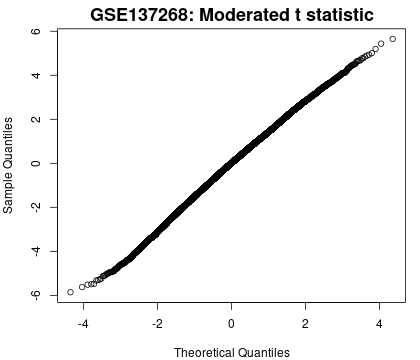 GSE137268: Moderated t statistic
Sample Quantiles
6
4
2
0
-2
-4
-6
-4 -2 0 2 4
Theoretical Quantiles